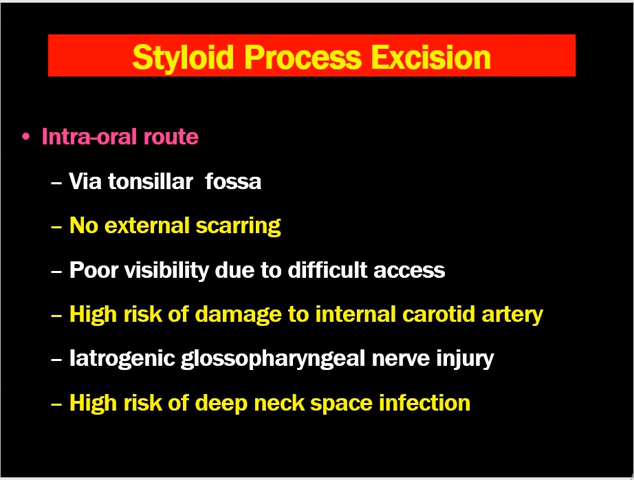 Styloid Process Excision
• Intra-oral route
– Via tonsillar fossa
– No external scarring
– Poor visibility due to difficult access
– High risk of damage to internal carotid artery
– Iatrogenic glossopharyngeal nerve injury
– High risk of deep neck space infection